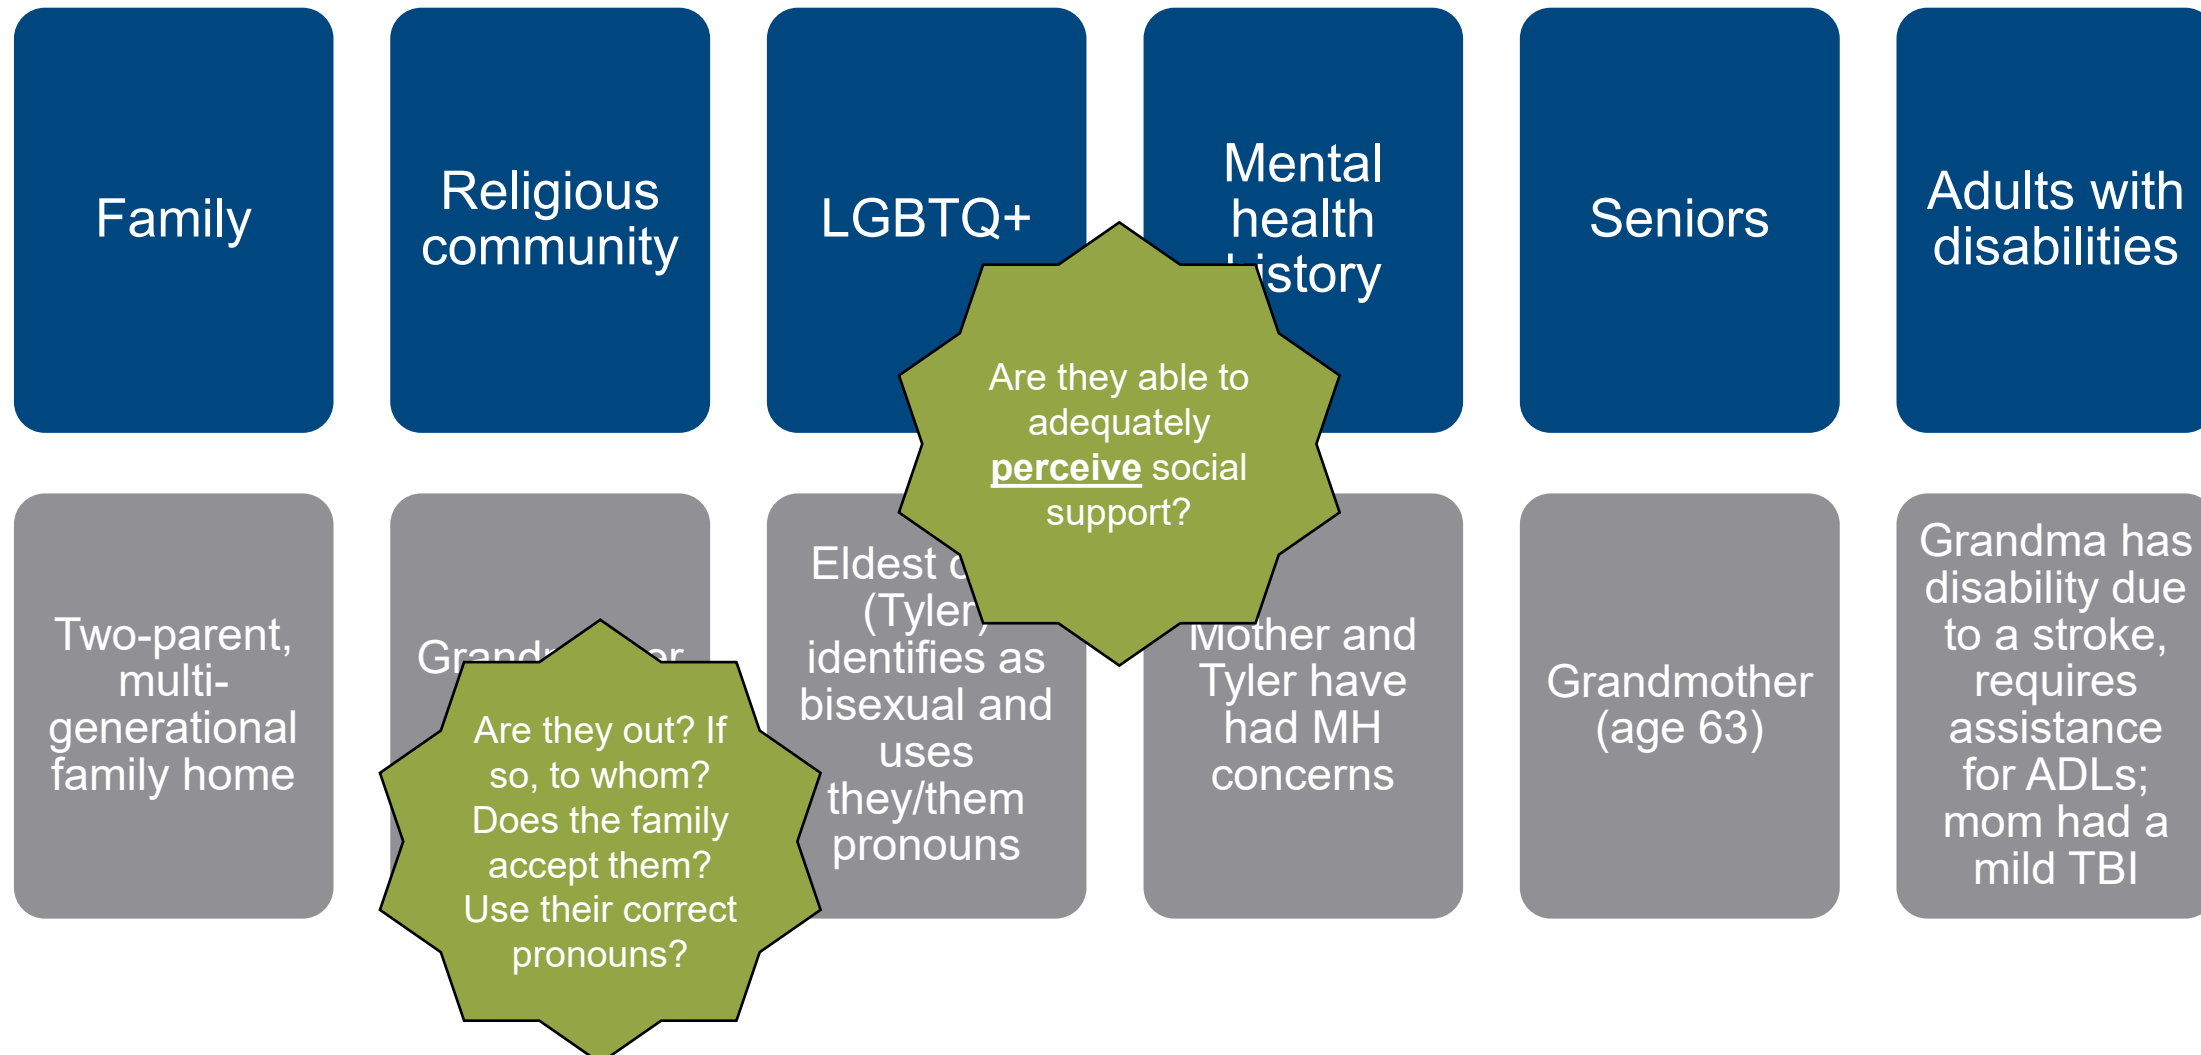 Family
Religious
community
LGBTQ+
Mental
health
history
Seniors
Adults with
disabilities
Are they able to
adequately
perceive social
support?
Two-parent,
multi-
generational
family home
Are they out? If
so, to whom?
Does the family
accept them?
Use their correct
pronouns?
Eldest
(Tyler)
identifies as
bisexual and
uses
they/them
pronouns
Mother and
Tyler have
had MH
concerns
Grandmother
(age 63)
Grandma has
disability due
to a stroke,
requires
assistance
for ADLs;
mom had a
mild TBI